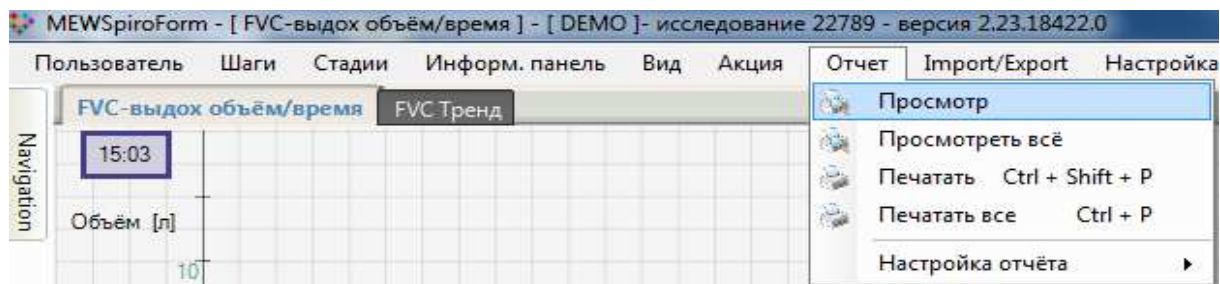 MEWSpiroForm - [ FVC-выдох объём/время ] - [ DEMO ]- исследование 22789 - версия 2.23.18422.0
Пользователь Шаги Стадии Информ. панель Вид Акция Отчет Import/Export Настройка
FVC-выдох объём/время FVC Тренд
Просмотр
Navigation
15:03
Просмотреть всё
Печатать Ctrl + Shift + P
Объём [л]
Печатать все Ctrl + P
10
Настройка отчёта